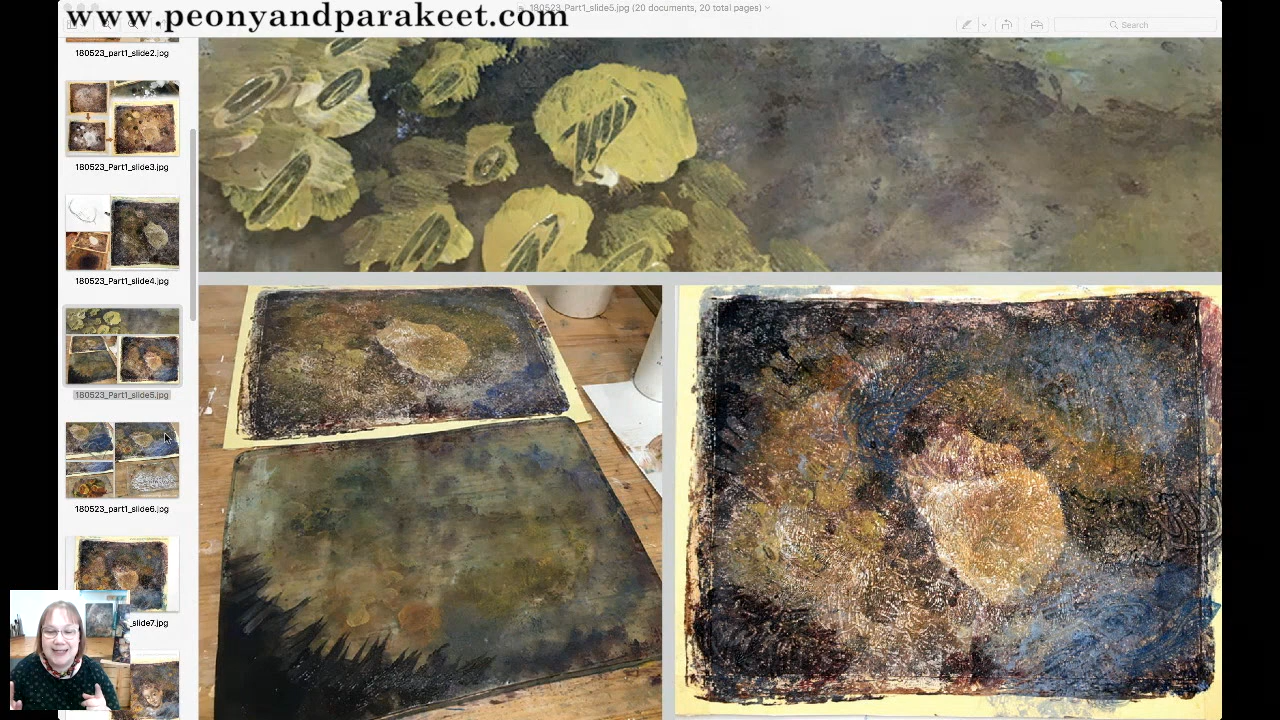 www.peonyandparakeet.com
180523_Part1_slide5.jpg (20 documents, 20 total pages)
Search
180523_part1_slide2.jpg
180523_part1_slide3.jpg
180523_Part1_slide4.jpg
180523_Part1_slide5.jpg
180523_part1_slide6.jpg
_slide7.jpg